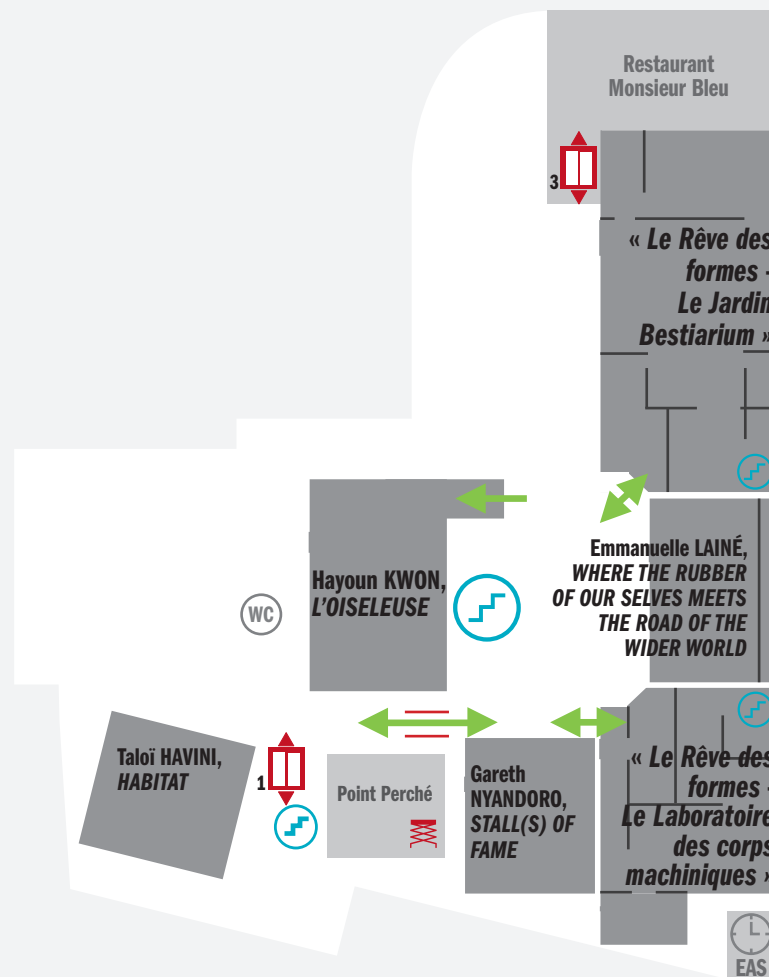 Restaurant
Monsieur Bleu
3
« Le Rêve des
formes -
Le Jardin
Bestiarium »
Emmanuelle LAINÉ,
WHERE THE RUBBER
OF OUR SELVES MEETS
THE ROAD OF THE
WIDER WORLD
Hayoun KWON,
L'OISELEUSE
WC
Taloï HAVINI,
HABITAT
1
Point Perché
Gareth
NYANDORO,
STALL(S) OF
FAME
« Le Rêve des
formes -
Le Laboratoire
des corps
machiniques »
EAS